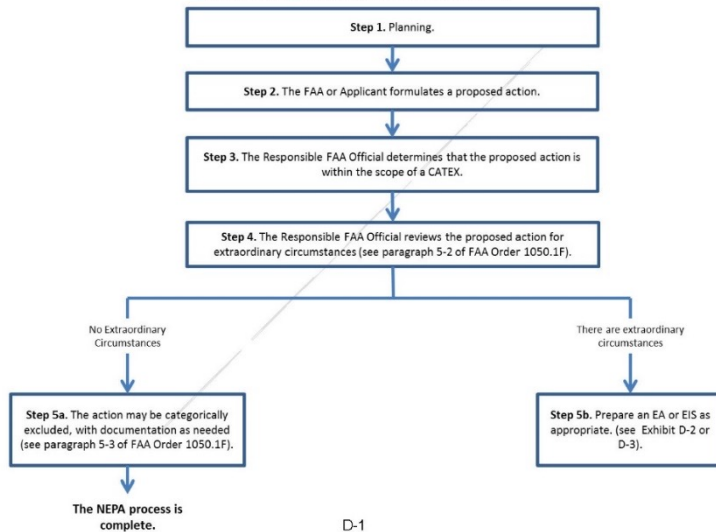 Step 1. Planning.
Step 2. The FAA or Applicant formulates a proposed action.
Step 3. The Responsible FAA Official determines that the proposed action is
within the scope of a CATEX.
Step 4. The Responsible FAA Official reviews the proposed action for
extraordinary circumstances (see paragraph 5-2 of FAA Order 1050.1F).
No Extraordinary
Circumstances
There are extraordinary
circumstances
Step 5a. The action may be categorically
excluded, with documentation as needed
(see paragraph 5-3 of FAA Order 1050.1F).
Step 5b. Prepare an EA or EIS as
appropriate. (see Exhibit D-2 or
D-3).
The NEPA process is
complete.
D-1